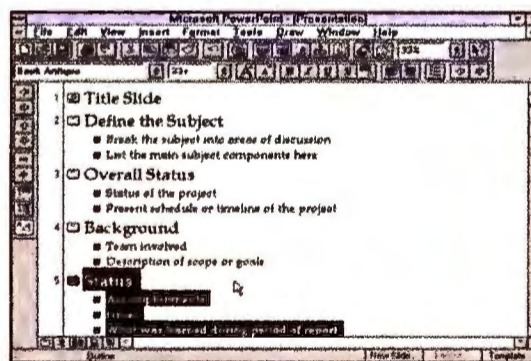 Microsoft PowerPoint - [Presentation]
File Edit View Insert Format Tools Draw Window Help
33%
Book Antiqua
1 Title Slide
2 Define the Subject
Break the subject into areas of discussion
List the main subject components here
3 Overall Status
Status of the project
Present schedule or timeline of the project
4 Background
Team involved
Description of scope or goals
5 Status
What was learned during period of report
Outline New Slide... Template